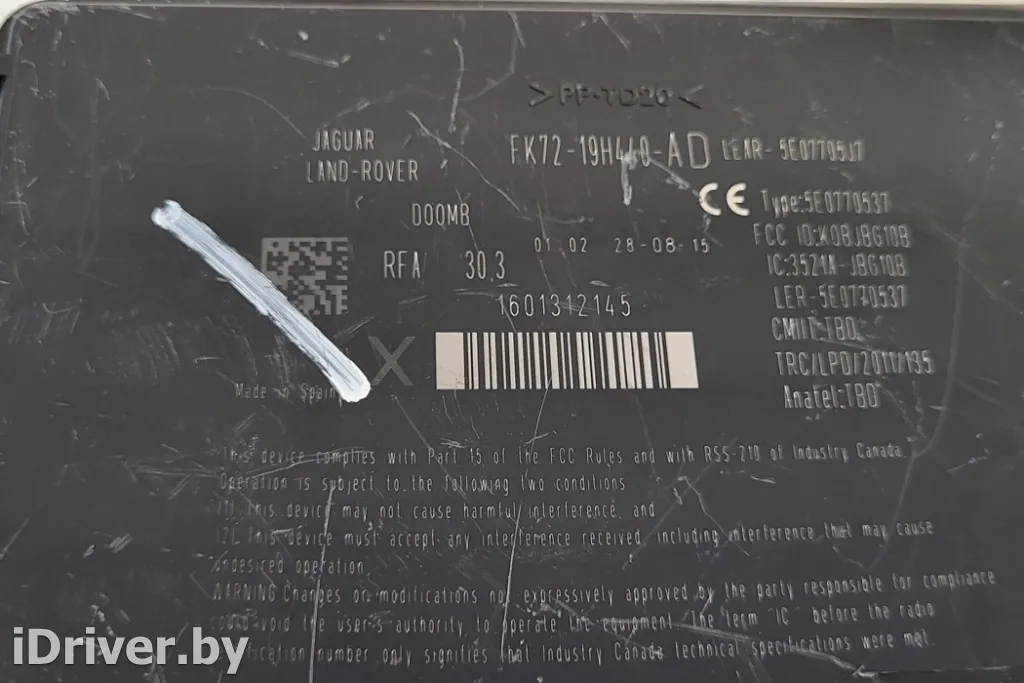 >PP-TD20<
JAGUAR
LAND-ROVER
FK72-19H440-AD
LEAR-5E0770537
CE
Type:5E0770537
D00MB
FCC ID:KOBJBG10B
RFA 30.3
01.02 28-08-15
IC:3521A-JBG10B
LER-5E0770537
1601312145
CMIIT:TBD
X
TRC/LPD/2011/135
Made in Spain
Anatel:TBD
This device complies with Part 15 of the FCC Rules and with RSS-210 of Industry Canada.
Operation is subject to the following two conditions
(1) This device may not cause harmful interference, and
(2) This device must accept any interference received, including interference that may cause
undesired operation.
WARNING Changes or modifications not expressively approved by the party responsible for compliance
could void the user's authority to operate the equipment. The term "IC" before the radio
certification number only signifies that Industry Canada technical specifications were met.
iDriver.by